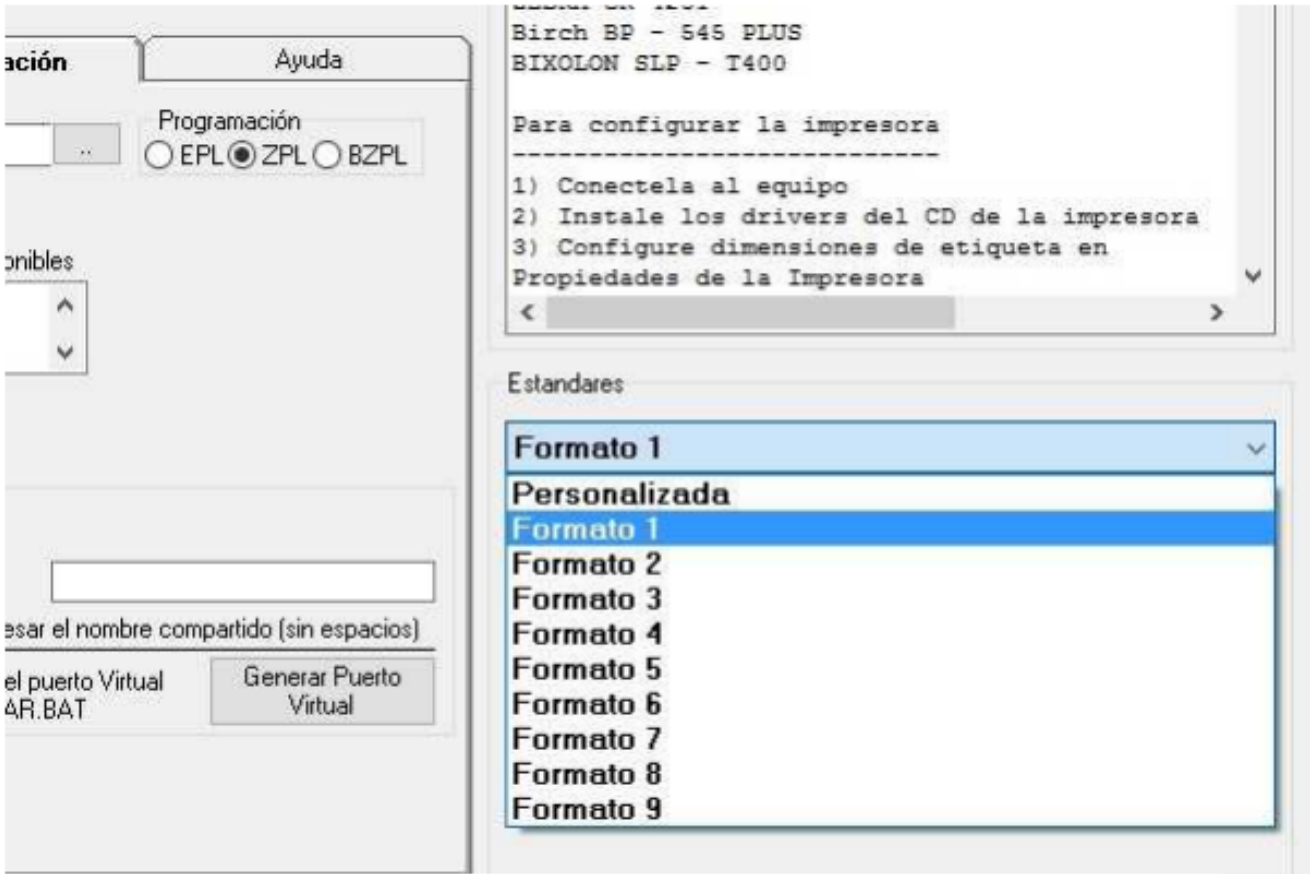 Birch BP - 545 PLUS
BIXOLON SLP - T400
ación
Ayuda
Programación
..
EPL ZPL BZPL
Para configurar la impresora
----------------------------
1) Conectela al equipo
2) Instale los drivers del CD de la impresora
3) Configure dimensiones de etiqueta en
Propiedades de la Impresora
onibles
Estandares
Formato 1
Personalizada
Formato 1
Formato 2
Formato 3
Formato 4
Formato 5
Formato 6
Formato 7
Formato 8
Formato 9
esar el nombre compartido (sin espacios)
el puerto Virtual
AR.BAT
Generar Puerto
Virtual